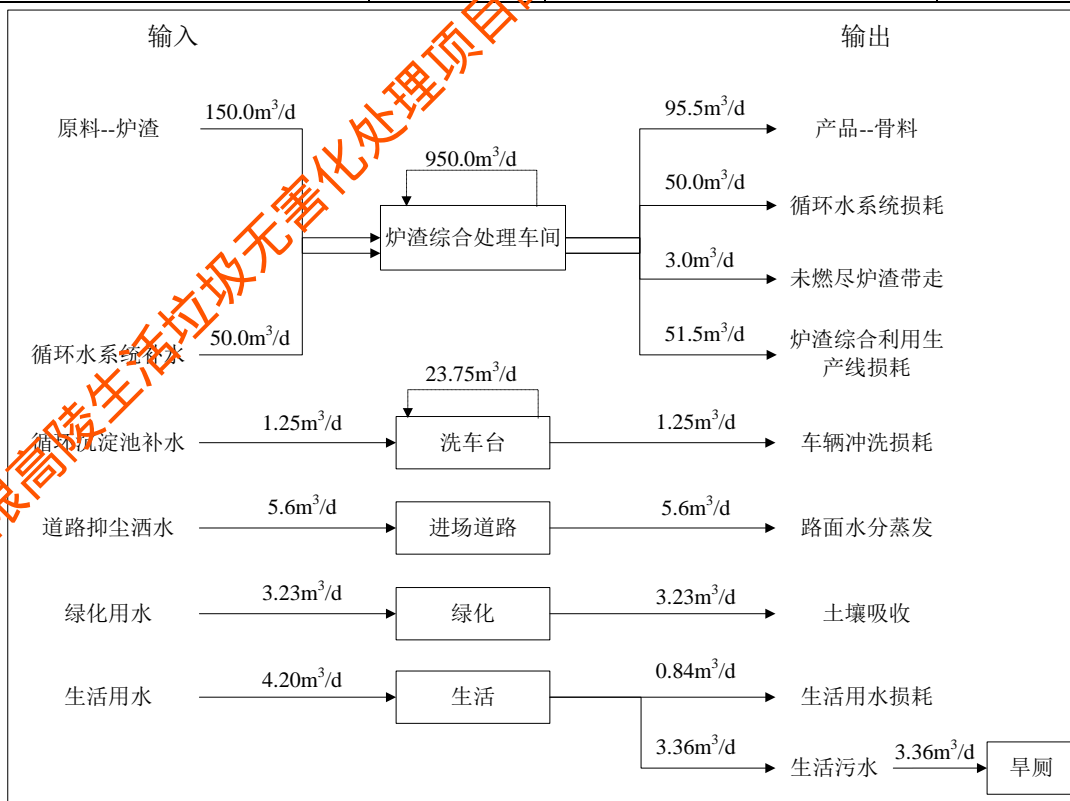 输入
输出
150.0m³/d
95.5m³/d
原料--炉渣
产品--骨料
950.0m³/d
50.0m³/d
炉渣综合处理车间
循环水系统损耗
3.0m³/d
未燃尽炉渣带走
50.0m³/d
51.5m³/d
循环水系统补水
炉渣综合利用生
产线损耗
23.75m³/d
1.25m³/d
1.25m³/d
循环沉淀池补水
洗车台
车辆冲洗损耗
5.6m³/d
5.6m³/d
道路抑尘洒水
进场道路
路面水分蒸发
3.23m³/d
3.23m³/d
绿化用水
绿化
土壤吸收
4.20m³/d
0.84m³/d
生活用水
生活
生活用水损耗
3.36m³/d
3.36m³/d
生活污水
旱厕
限高陵生活垃圾无害化处理项目